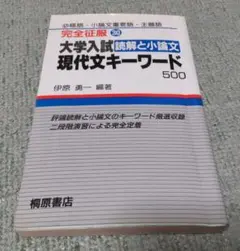 必修語・小論文重要語・主題語
完全征服
大学入試 読解と小論文
現代文キーワード
500
伊原勇一 編著
評論読解と小論文のキーワード厳選収録
二段階演習による完全定着
桐原書店